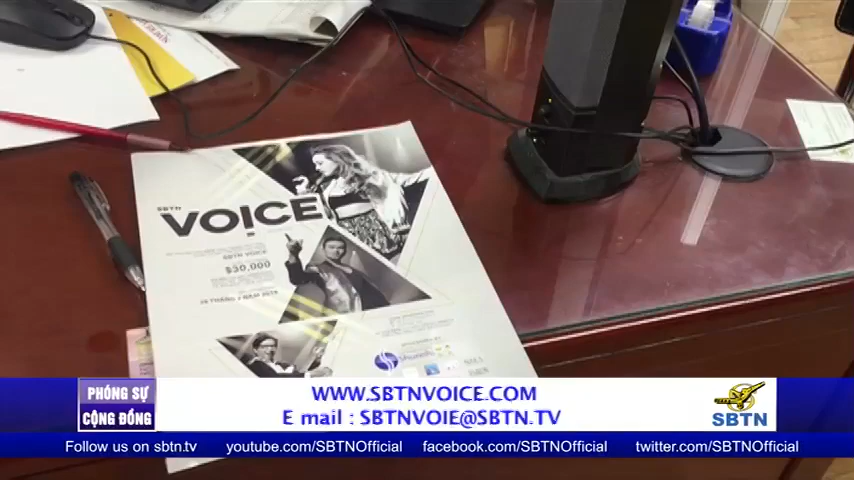 SBTN
VOICE
SBTN VOICE
$30,000
PHÓNG SỰ
CỘNG ĐỒNG
WWW.SBTNVOICE.COM
E mail : SBTNVOIE@SBTN.TV
SBTN
Follow us on sbtn.tv youtube.com/SBTNOfficial facebook.com/SBTNOfficial twitter.com/SBTNOfficial